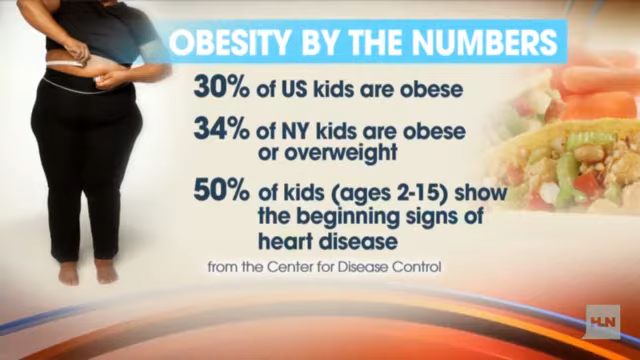 OBESITY BY THE NUMBERS
30% of US kids are obese
34% of NY kids are obese
or overweight
50% of kids (ages 2-15) show
the beginning signs of
heart disease
from the Center for Disease Control
HLN